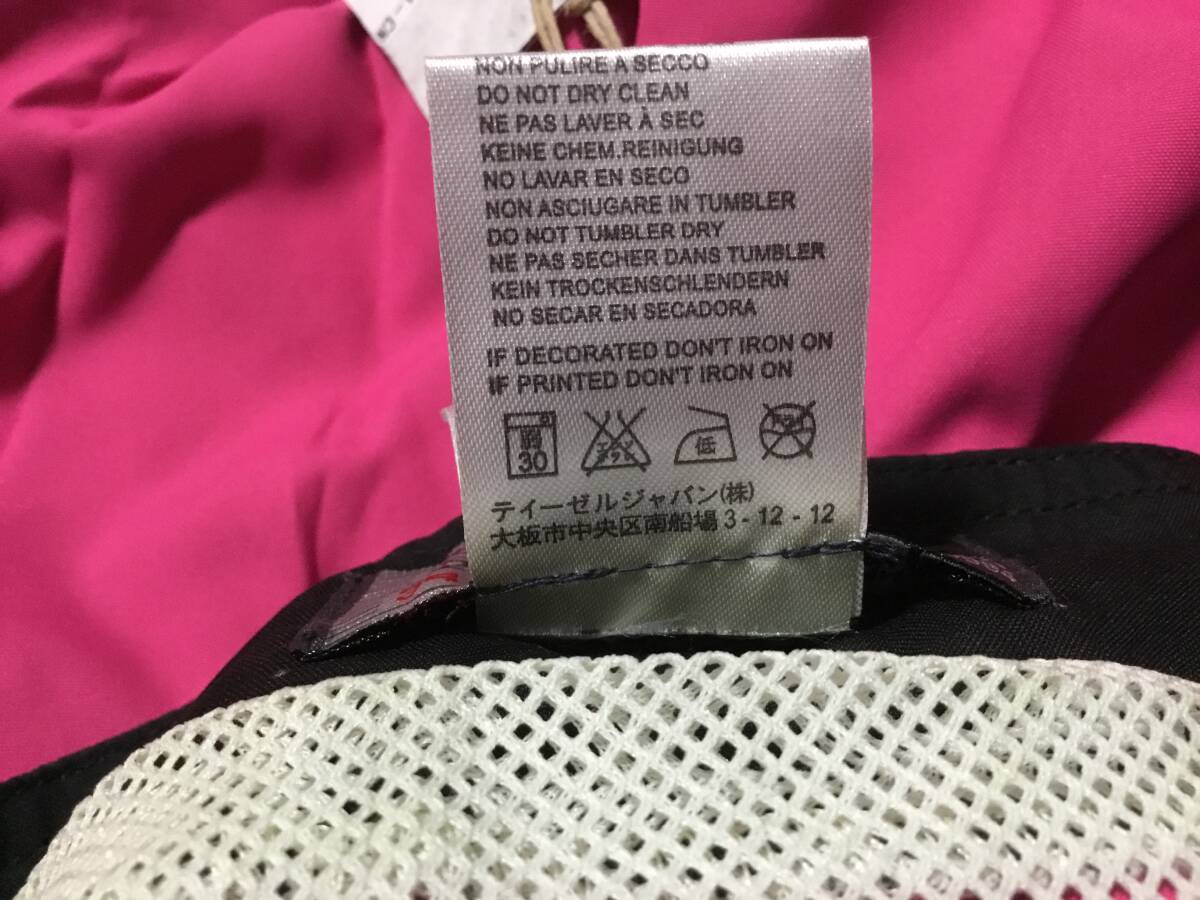 NON PULIRE A SECCO
DO NOT DRY CLEAN
NE PAS LAVER À SEC
KEINE CHEM.REINIGUNG
NO LAVAR EN SECO
NON ASCIUGARE IN TUMBLER
DO NOT TUMBLER DRY
NE PAS SECHER DANS TUMBLER
KEIN TROCKENSCHLENDERN
NO SECAR EN SECADORA
IF DECORATED DON'T IRON ON
IF PRINTED DON'T IRON ON
弱
30
低
テイーゼルジャパン(株)
大板市中央区南船場3-12-12